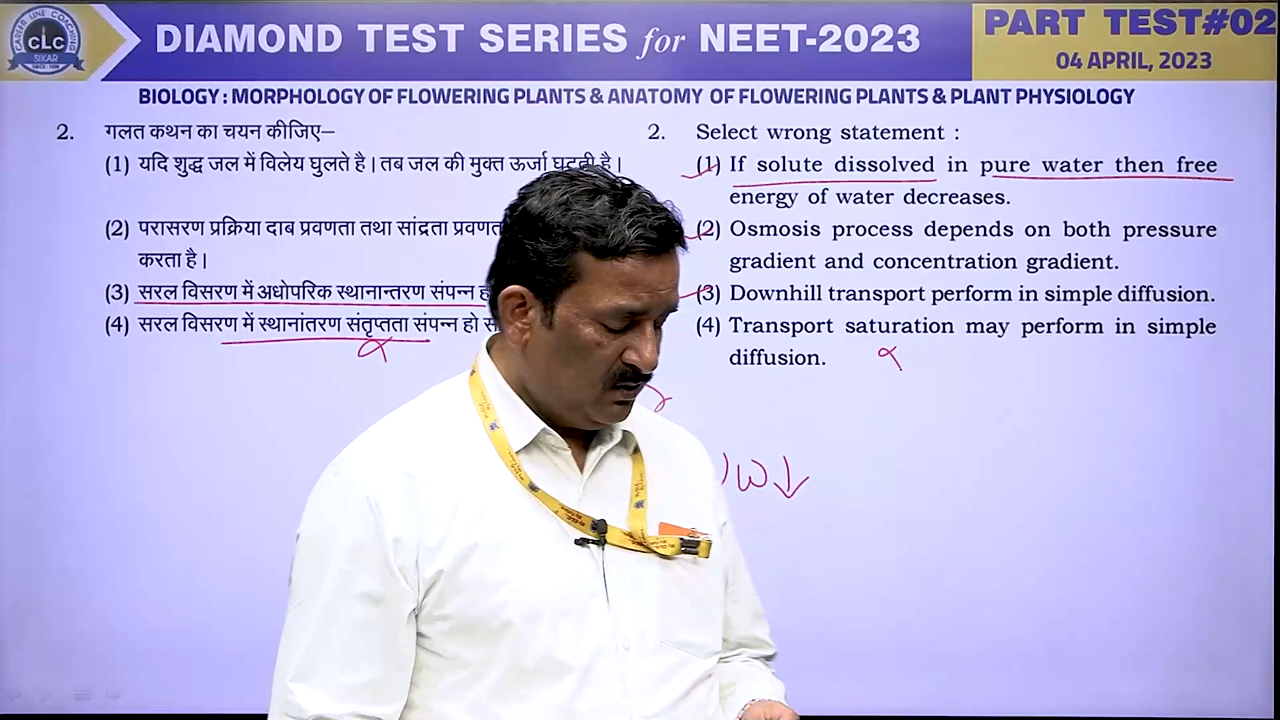 CAREER LINE COACHING
CLC
SIKAR
DIAMOND TEST SERIES for NEET-2023
PART TEST#02
04 APRIL, 2023
BIOLOGY : MORPHOLOGY OF FLOWERING PLANTS & ANATOMY OF FLOWERING PLANTS & PLANT PHYSIOLOGY
2. गलत कथन का चयन कीजिए–
(1) यदि शुद्ध जल में विलेय घुलते है। तब जल की मुक्त ऊर्जा घटती है।
(2) परासरण प्रक्रिया दाब प्रवणता तथा सांद्रता
करता है।
(3) सरल विसरण में अधोपरिक स्थानान्तरण संपन्न
(4) सरल विसरण में स्थानांतरण संतृप्तता संपन्न हो
2. Select wrong statement :
(1) If solute dissolved in pure water then free
energy of water decreases.
(2) Osmosis process depends on both pressure
gradient and concentration gradient.
(3) Downhill transport perform in simple diffusion.
(4) Transport saturation may perform in simple
diffusion.
ω↓